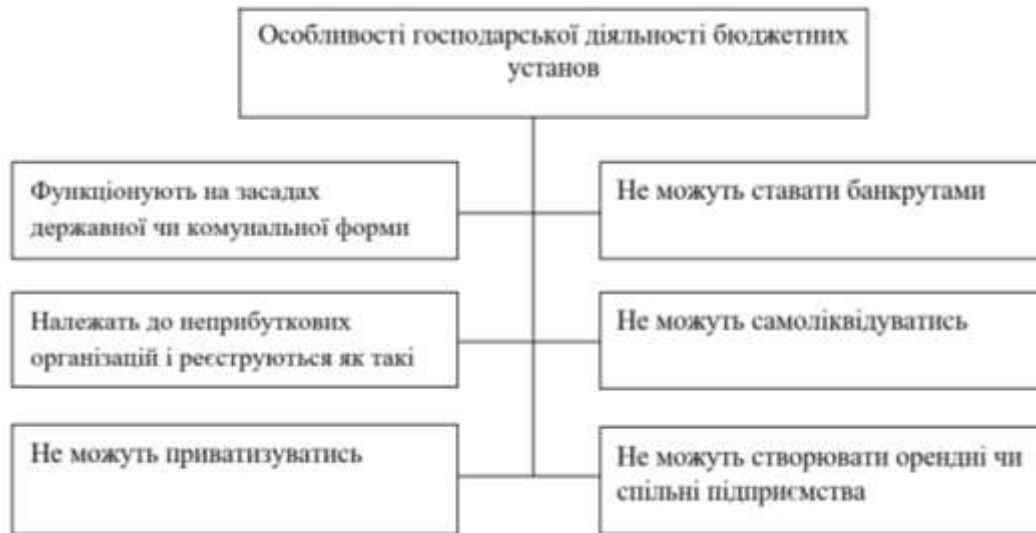 Особливості господарської діяльності бюджетних
установ
Функціонують на засадах
державної чи комунальної форми
Не можуть ставати банкрутами
Належать до неприбуткових
організацій і реєструються як такі
Не можуть самоліквідуватись
Не можуть приватизуватись
Не можуть створювати орендні чи
спільні підприємства